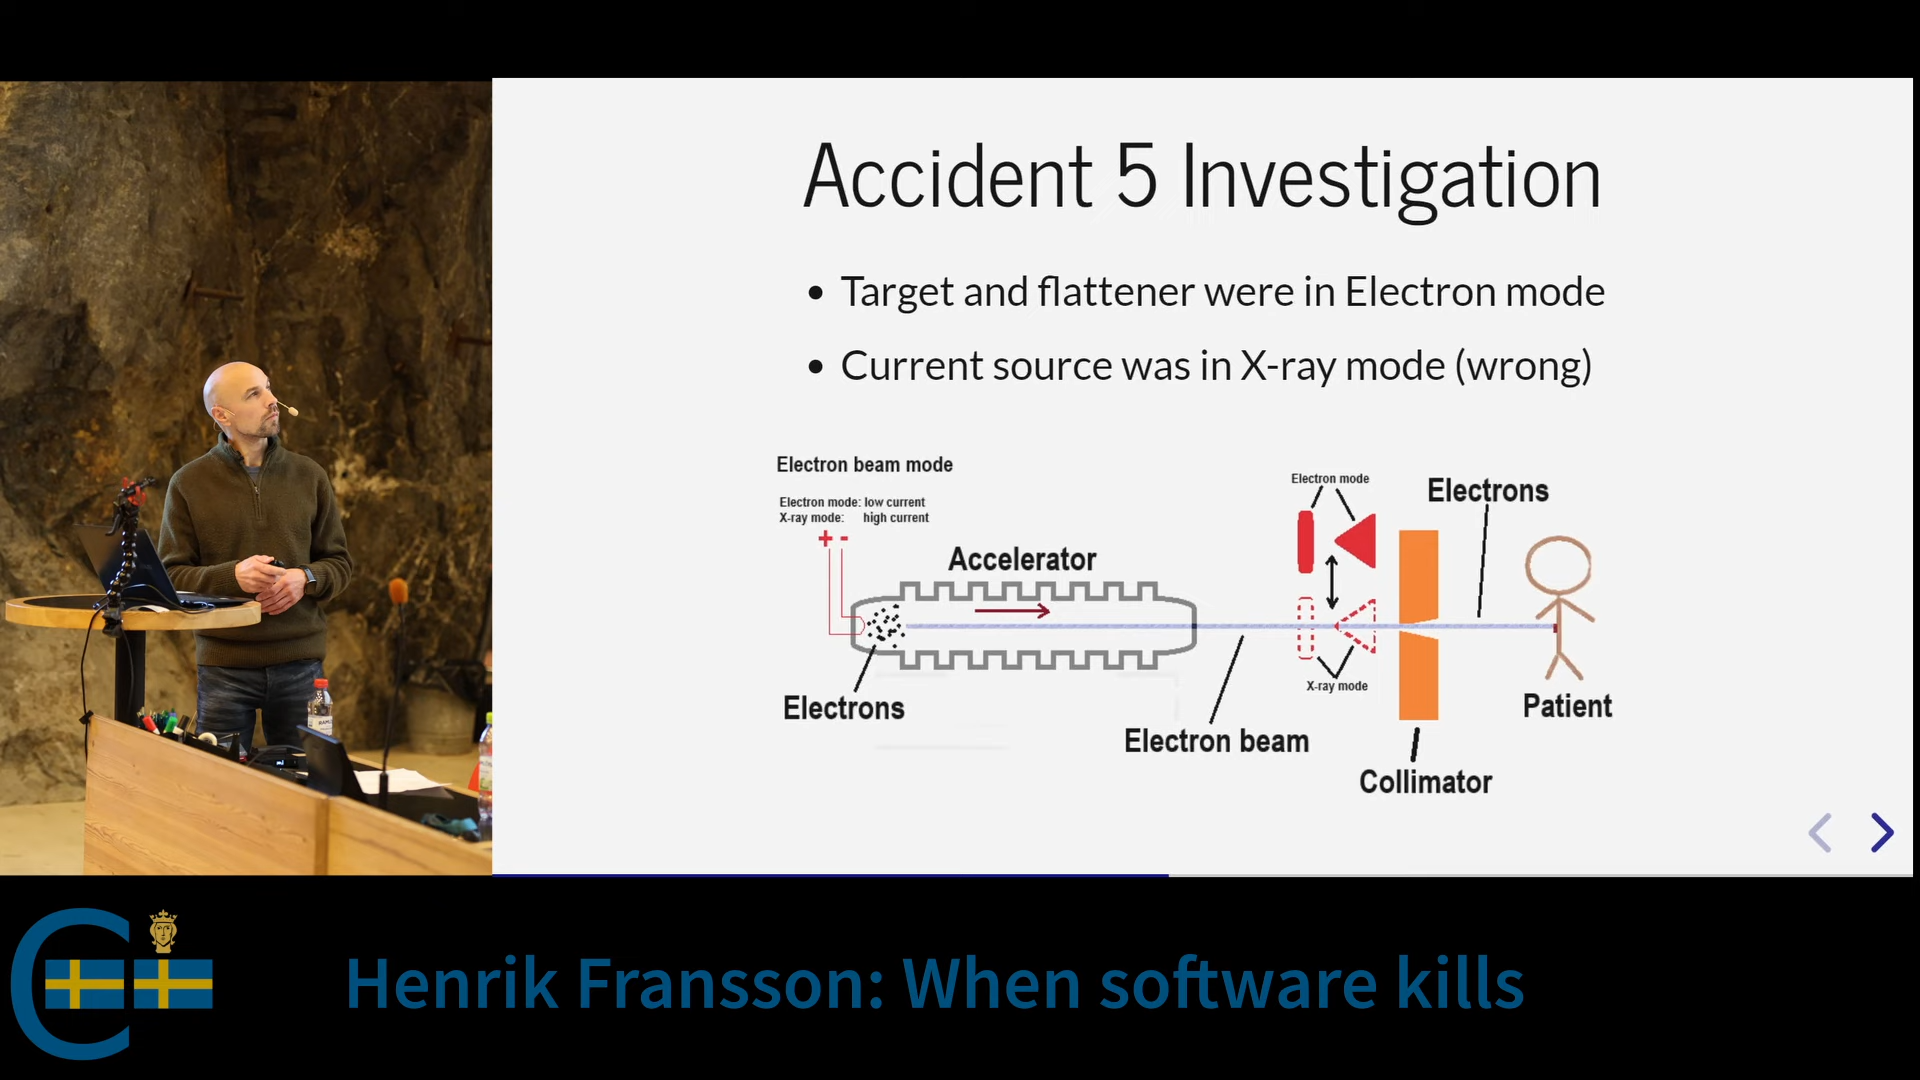 Accident 5 Investigation
• Target and flattener were in Electron mode
• Current source was in X-ray mode (wrong)
Electron beam mode
Electron mode: low current
X-ray mode: high current
+ -
Accelerator
Electrons
Electron beam
Electron mode
X-ray mode
Electrons
Collimator
Patient
Henrik Fransson: When software kills